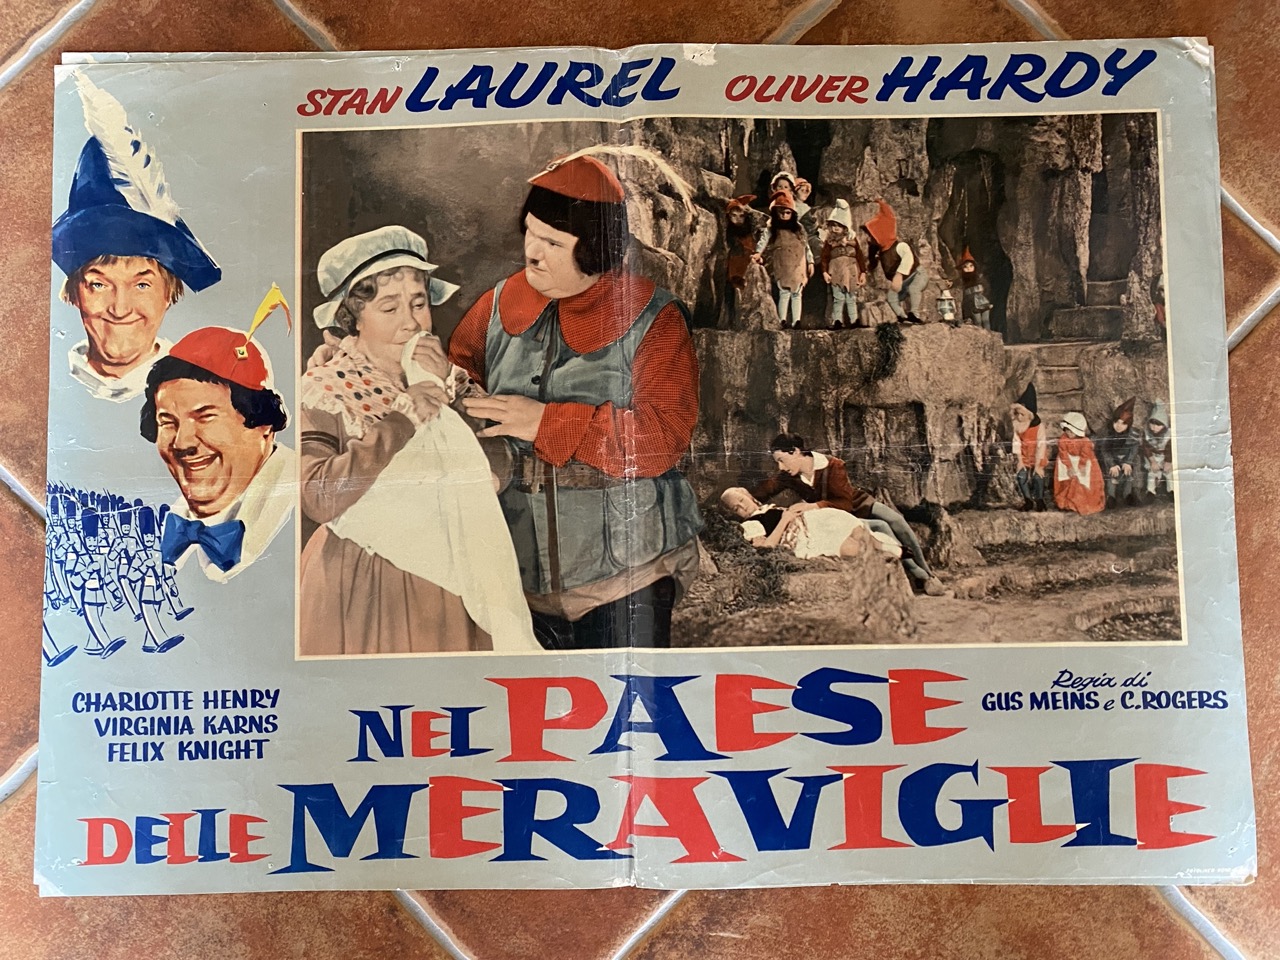 STAN LAUREL OLIVER HARDY
CHARLOTTE HENRY
VIRGINIA KARNS
FELIX KNIGHT
Regia di
GUS MEINS e C. ROGERS
NEL PAESE
DELLE MERAVIGLIE